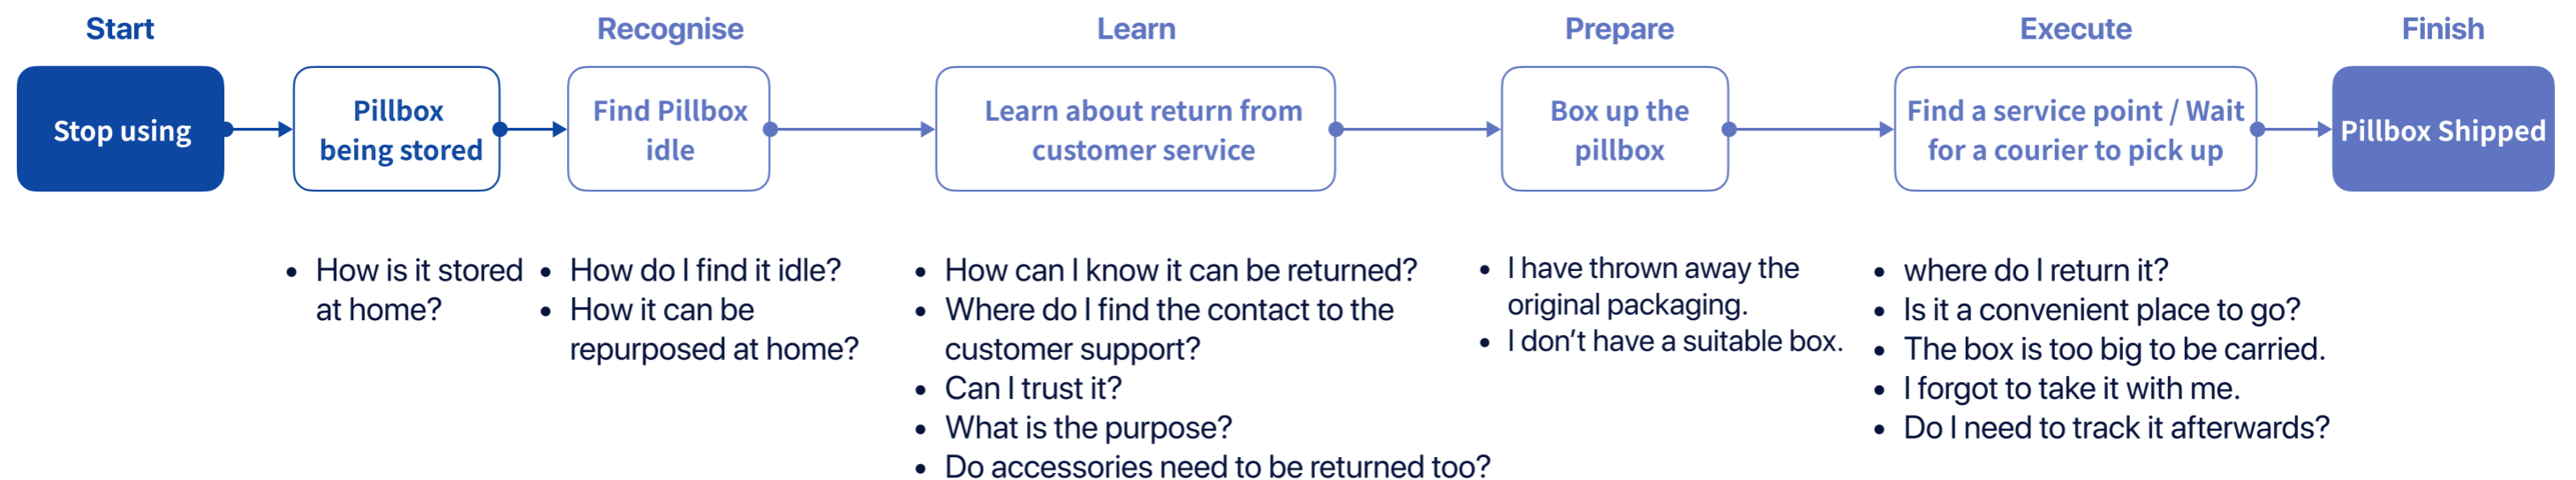 Start
Recognise
Learn
Prepare
Execute
Finish
Stop using
Pillbox
being stored
Find Pillbox
idle
Learn about return from
customer service
Box up the
pillbox
Find a service point / Wait
for a courier to pick up
Pillbox Shipped
• How is it stored
at home?
• How do I find it idle?
• How it can be
repurposed at home?
• How can I know it can be returned?
• Where do I find the contact to the
customer support?
• Can I trust it?
• What is the purpose?
• Do accessories need to be returned too?
• I have thrown away the
original packaging.
• I don’t have a suitable box.
• where do I return it?
• Is it a convenient place to go?
• The box is too big to be carried.
• I forgot to take it with me.
• Do I need to track it afterwards?